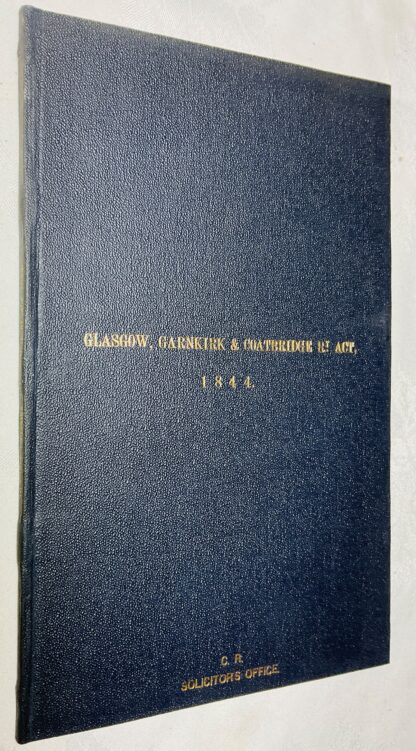 GLASGOW, GARNKIRK & COATBRIDGE RY ACT,
1844.
C. R.
SOLICITORS OFFICE.